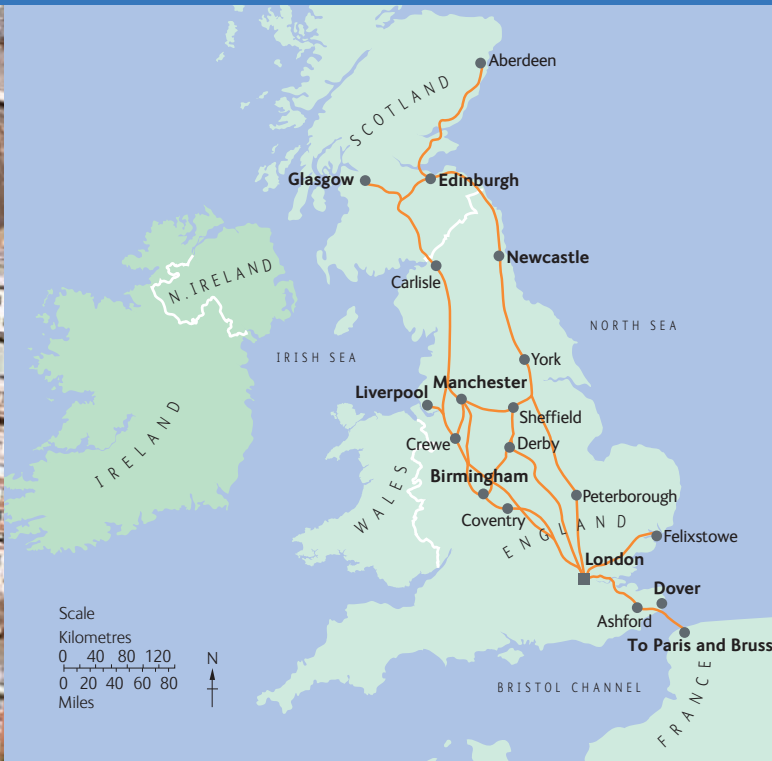 Aberdeen
SCOTLAND
Glasgow
Edinburgh
Newcastle
Carlisle
N. IRELAND
NORTH SEA
IRISH SEA
York
Liverpool
Manchester
Sheffield
IRELAND
Crewe
Derby
WALES
Birmingham
Peterborough
Coventry
ENGLAND
Felixstowe
London
Dover
Ashford
To Paris and Bruss
BRISTOL CHANNEL
FRANCE
Scale
Kilometres
0 40 80 120
0 20 40 60 80
Miles
N